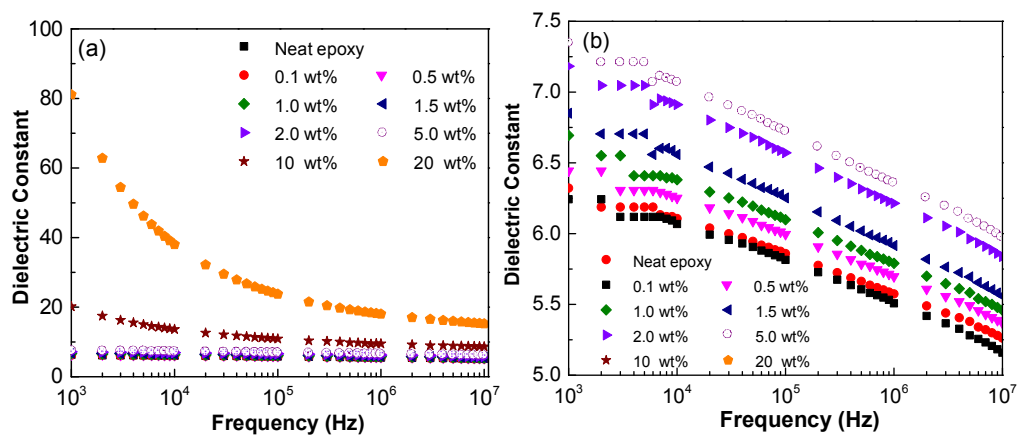 (a)
Neat epoxy
0.1 wt% 0.5 wt%
1.0 wt% 1.5 wt%
2.0 wt% 5.0 wt%
10 wt% 20 wt%
100
80
60
40
20
0
Dielectric Constant
10³ 10⁴ 10⁵ 10⁶ 10⁷
Frequency (Hz)
(b)
7.5
7.0
6.5
6.0
5.5
5.0
Dielectric Constant
Neat epoxy
0.1 wt% 0.5 wt%
1.0 wt% 1.5 wt%
2.0 wt% 5.0 wt%
10 wt% 20 wt%
10³ 10⁴ 10⁵ 10⁶ 10⁷
Frequency (Hz)